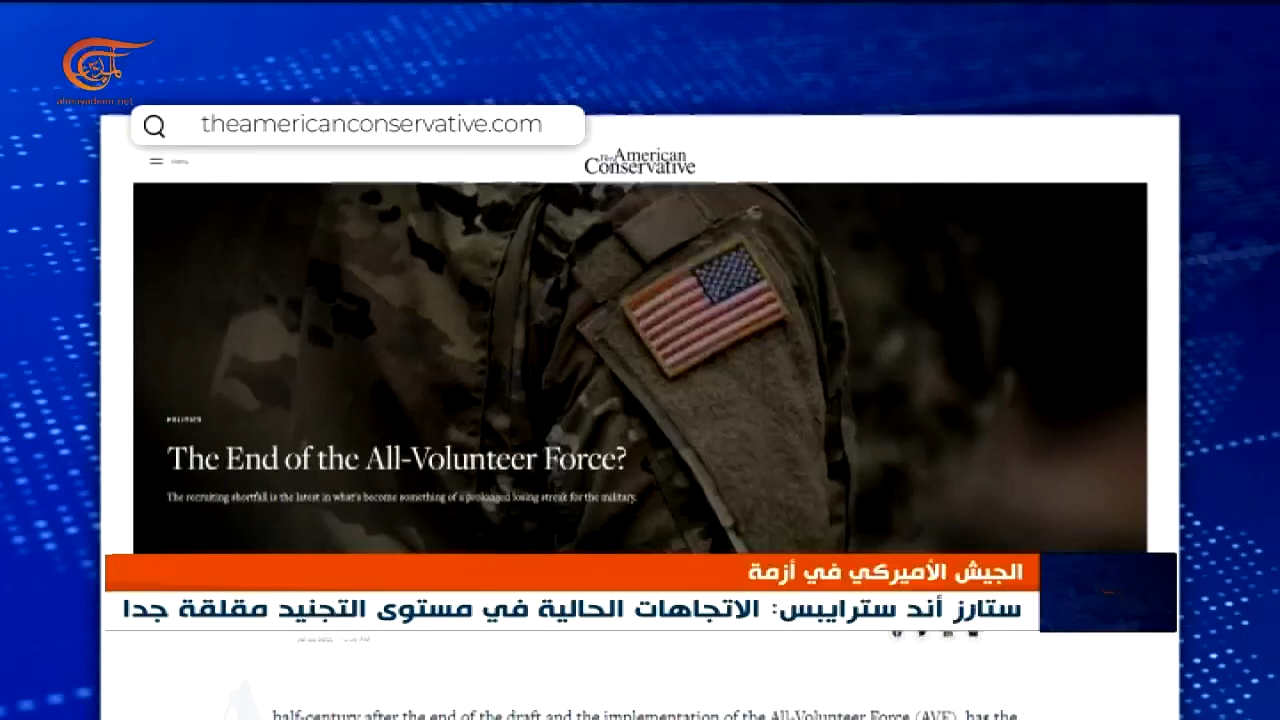 الميادين
almayadeen.net
theamericanconservative.com
The American Conservative
POLITICS
The End of the All-Volunteer Force?
The recruiting shortfall is the latest in what's become something of a prolonged losing streak for the military.
الجيش الأميركي في أزمة
ستارز أند سترايبس: الاتجاهات الحالية في مستوى التجنيد مقلقة جدا
half-century after the end of the draft and the implementation of the All-Volunteer Force (AVF), has the